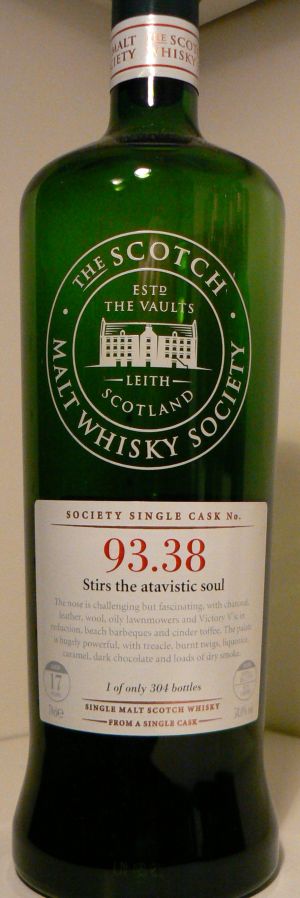 MALT THE SCOTCH
IETY WHISKY
THE SCOTCH
ESTD
THE VAULTS
LEITH
SCOTLAND
MALT WHISKY SOCIETY
SOCIETY SINGLE CASK No.
93.38
Stirs the atavistic soul
The nose is challenging but fascinating, with charcoal,
leather, wool, oily lawnmowers and Victory V's; in
reduction, beach barbeques and cinder toffee. The palate
is hugely powerful, with treacle, burnt twigs, liquorice,
caramel, dark chocolate and loads of dry smoke.
17
1 of only 304 bottles
70cl e
SINGLE MALT SCOTCH WHISKY
FROM A SINGLE CASK